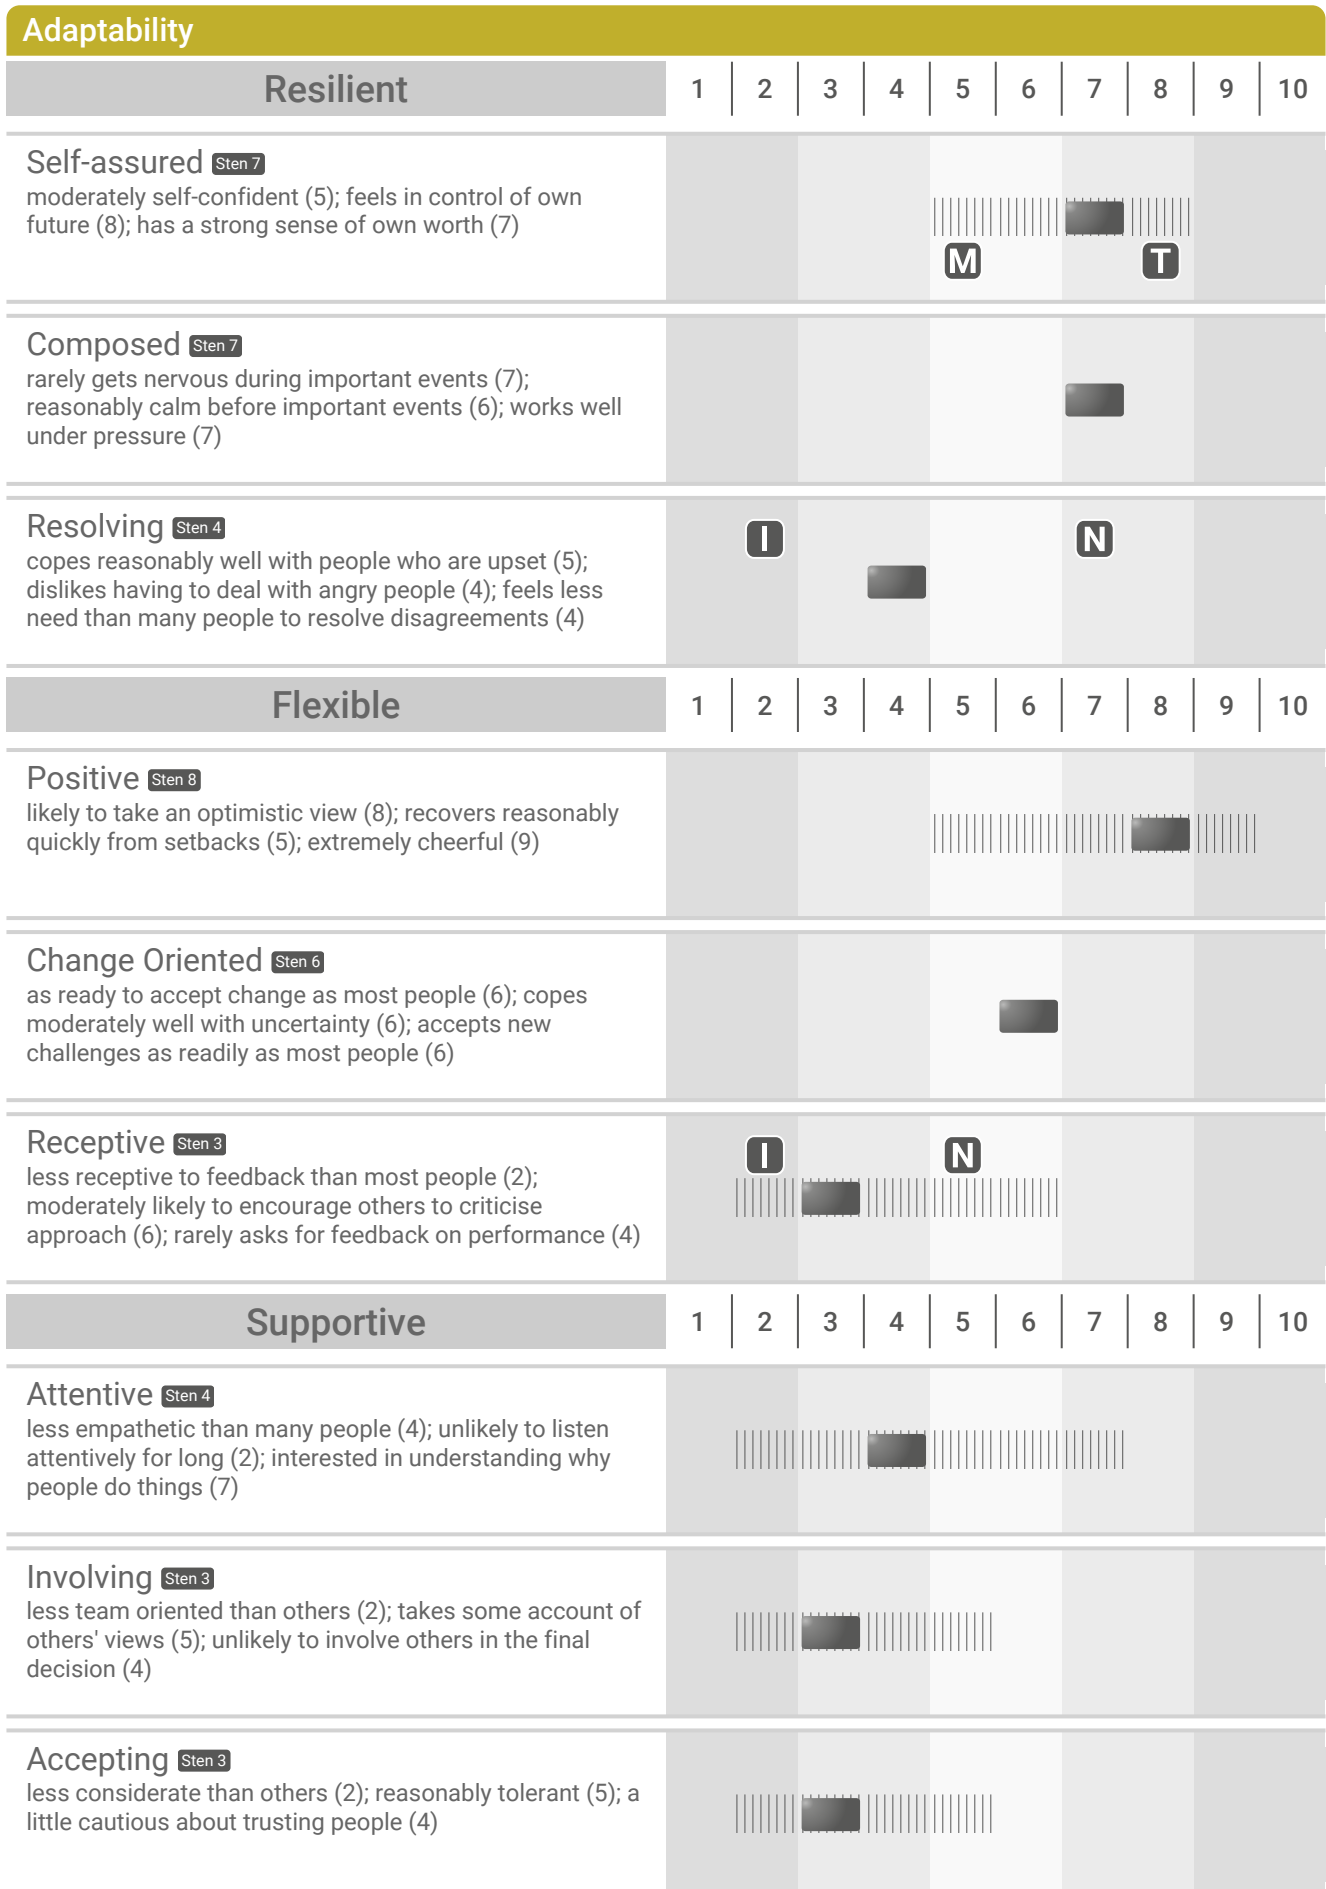 Adaptability
Resilient 1 2 3 4 5 6 7 8 9 10
Self-assured Sten 7
moderately self-confident (5); feels in control of own
future (8); has a strong sense of own worth (7)
M T
Composed Sten 7
rarely gets nervous during important events (7);
reasonably calm before important events (6); works well
under pressure (7)
Resolving Sten 4
I N
copes reasonably well with people who are upset (5);
dislikes having to deal with angry people (4); feels less
need than many people to resolve disagreements (4)
Flexible 1 2 3 4 5 6 7 8 9 10
Positive Sten 8
likely to take an optimistic view (8); recovers reasonably
quickly from setbacks (5); extremely cheerful (9)
Change Oriented Sten 6
as ready to accept change as most people (6); copes
moderately well with uncertainty (6); accepts new
challenges as readily as most people (6)
Receptive Sten 3
I N
less receptive to feedback than most people (2);
moderately likely to encourage others to criticise
approach (6); rarely asks for feedback on performance (4)
Supportive 1 2 3 4 5 6 7 8 9 10
Attentive Sten 4
less empathetic than many people (4); unlikely to listen
attentively for long (2); interested in understanding why
people do things (7)
Involving Sten 3
less team oriented than others (2); takes some account of
others' views (5); unlikely to involve others in the final
decision (4)
Accepting Sten 3
less considerate than others (2); reasonably tolerant (5); a
little cautious about trusting people (4)